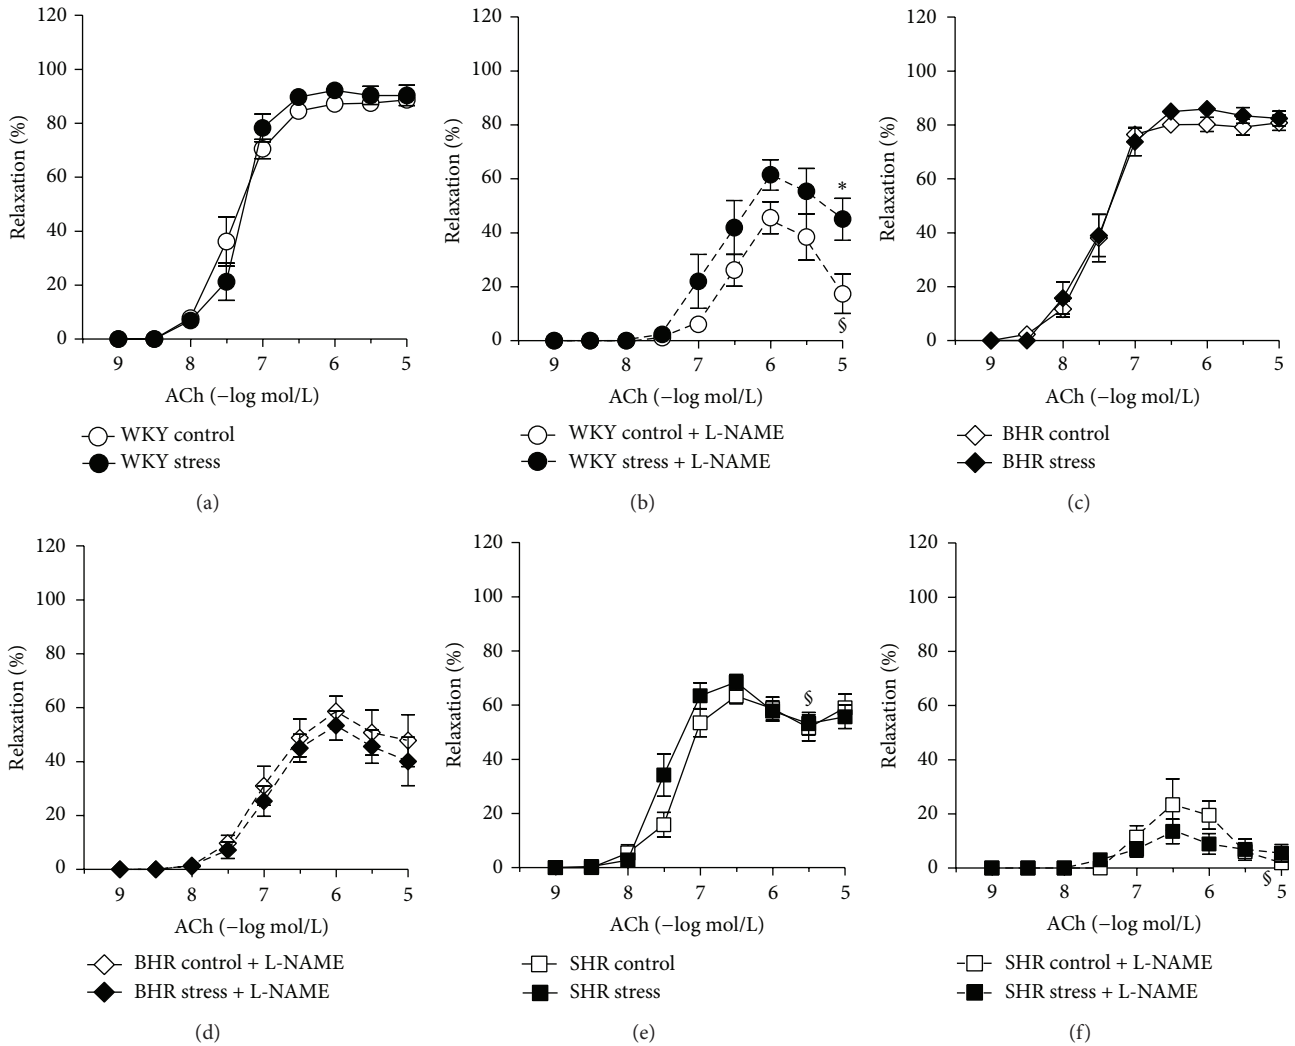 120
100
80
60
40
20
0
Relaxation (%)
9 8 7 6 5
ACh (−log mol/L)
WKY control
WKY stress
(a)
120
100
80
60
40
20
0
Relaxation (%)
*
§
9 8 7 6 5
ACh (−log mol/L)
WKY control + L-NAME
WKY stress + L-NAME
(b)
120
100
80
60
40
20
0
Relaxation (%)
9 8 7 6 5
ACh (−log mol/L)
BHR control
BHR stress
(c)
120
100
80
60
40
20
0
Relaxation (%)
9 8 7 6 5
ACh (−log mol/L)
BHR control + L-NAME
BHR stress + L-NAME
(d)
120
100
80
60
40
20
0
Relaxation (%)
§
9 8 7 6 5
ACh (−log mol/L)
SHR control
SHR stress
(e)
120
100
80
60
40
20
0
Relaxation (%)
§
9 8 7 6 5
ACh (−log mol/L)
SHR control + L-NAME
SHR stress + L-NAME
(f)